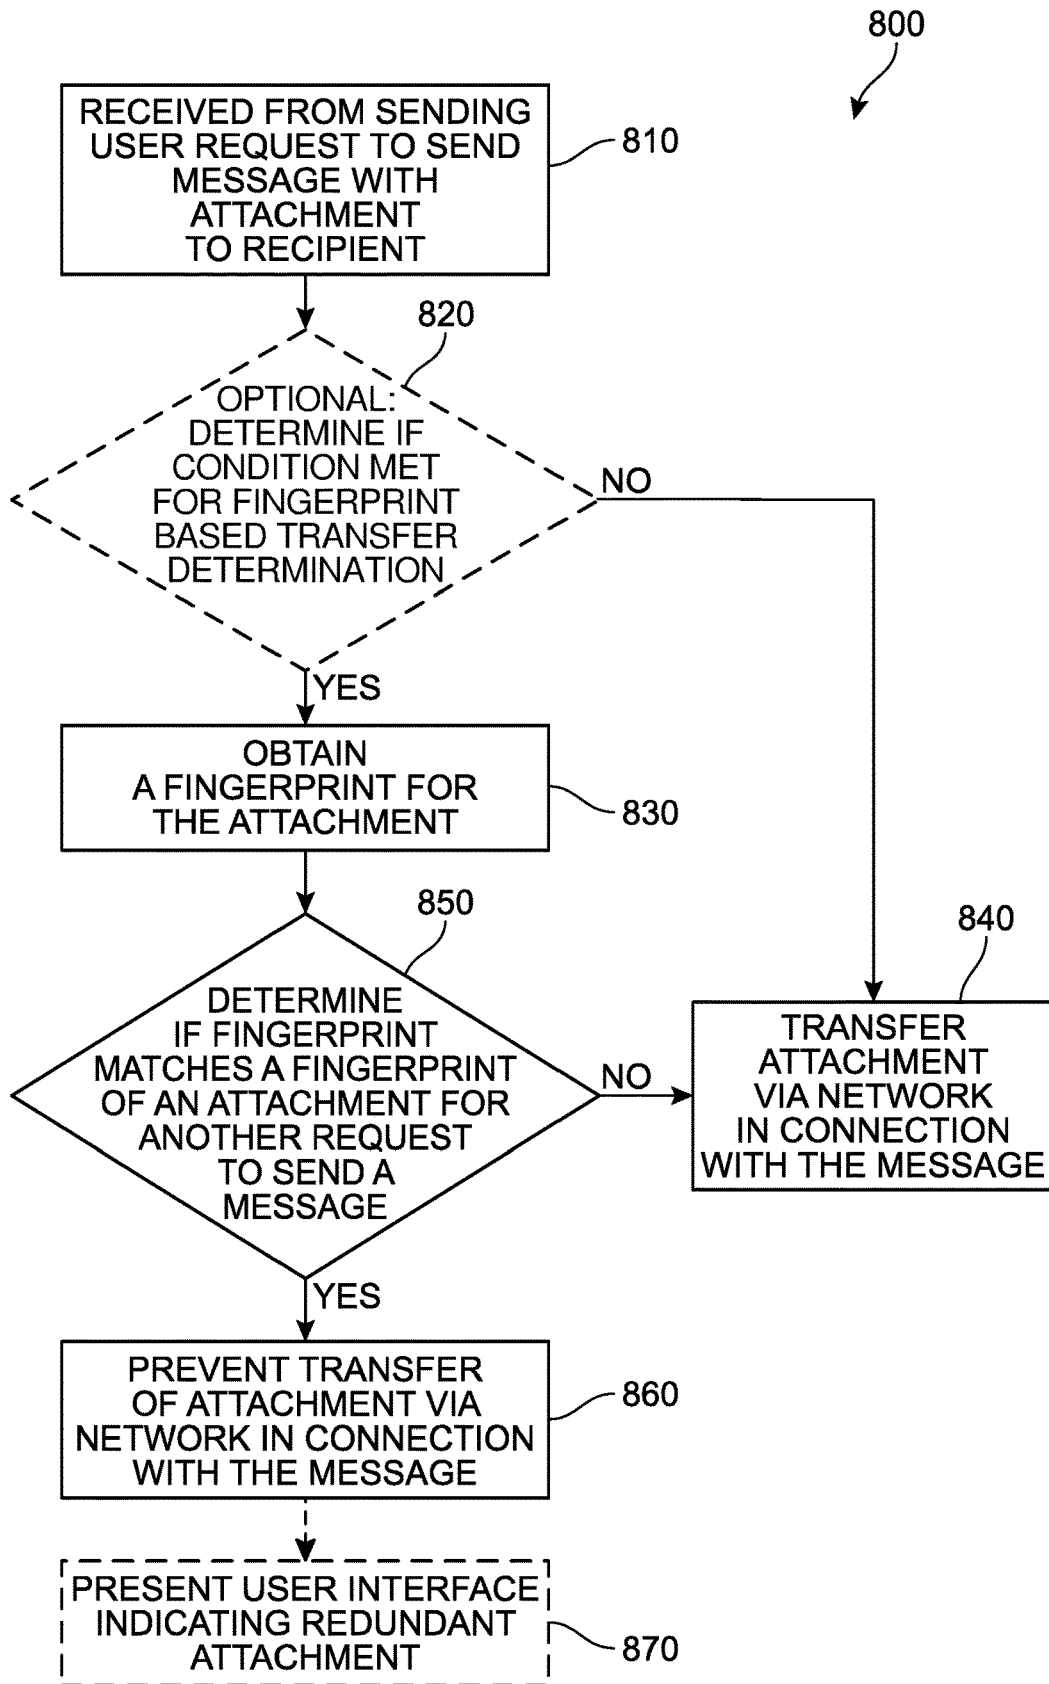 800
RECEIVED FROM SENDING
USER REQUEST TO SEND
MESSAGE WITH
ATTACHMENT
TO RECIPIENT
810
820
OPTIONAL:
DETERMINE IF
CONDITION MET
FOR FINGERPRINT
BASED TRANSFER
DETERMINATION
NO
YES
OBTAIN
A FINGERPRINT FOR
THE ATTACHMENT
830
850
DETERMINE
IF FINGERPRINT
MATCHES A FINGERPRINT
OF AN ATTACHMENT FOR
ANOTHER REQUEST
TO SEND A
MESSAGE
NO
840
TRANSFER
ATTACHMENT
VIA NETWORK
IN CONNECTION
WITH THE MESSAGE
YES
PREVENT TRANSFER
OF ATTACHMENT VIA
NETWORK IN CONNECTION
WITH THE MESSAGE
860
PRESENT USER INTERFACE
INDICATING REDUNDANT
ATTACHMENT
870